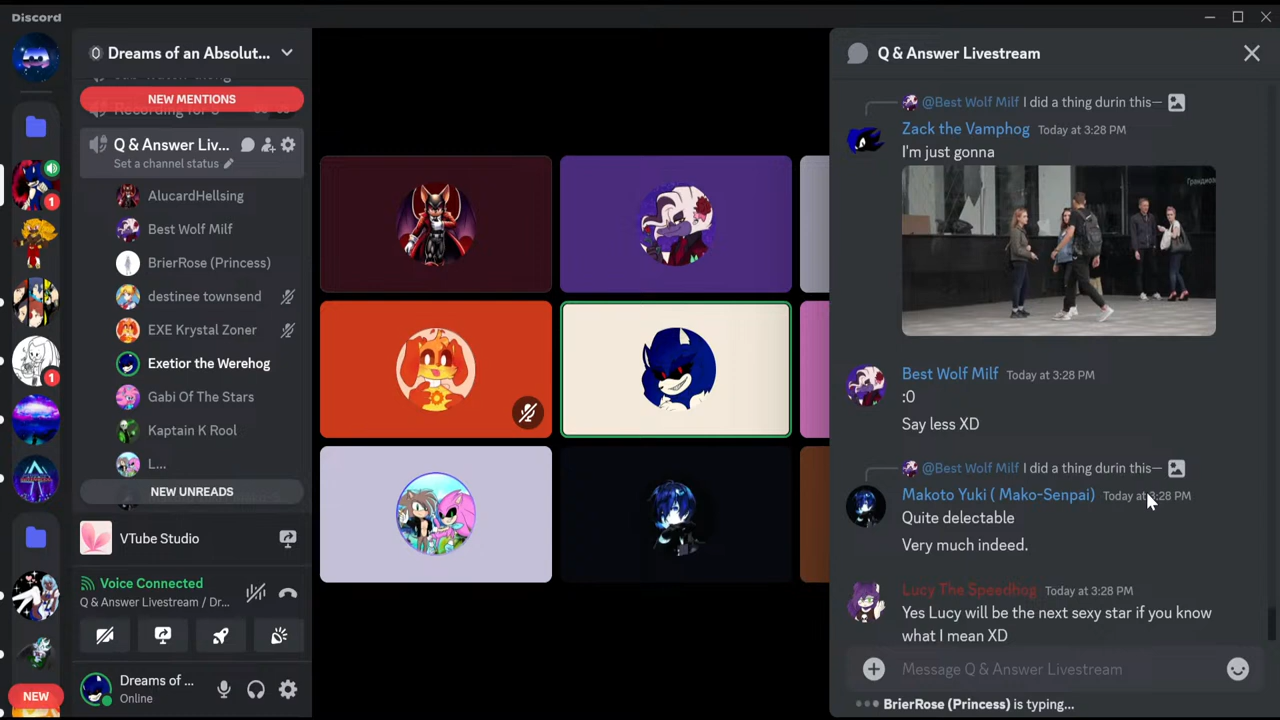 Discord
Dreams of an Absolut...
NEW MENTIONS
Q & Answer Liv...
Set a channel status
AlucardHellsing
Best Wolf Milf
BrierRose (Princess)
destinee townsend
EXE Krystal Zoner
Exetior the Werehog
Gabi Of The Stars
Kaptain K Rool
L...
NEW UNREADS
VTube Studio
Voice Connected
Q & Answer Livestream / Dr...
Dreams of ...
Online
1
1
NEW
Q & Answer Livestream
@Best Wolf Milf I did a thing durin this—
Zack the Vamphog Today at 3:28 PM
I'm just gonna
Best Wolf Milf Today at 3:28 PM
:0
Say less XD
@Best Wolf Milf I did a thing durin this—
Makoto Yuki ( Mako-Senpai) Today at 3:28 PM
Quite delectable
Very much indeed.
Lucy The Speedhog Today at 3:28 PM
Yes Lucy will be the next sexy star if you know
what I mean XD
Message Q & Answer Livestream
BrierRose (Princess) is typing...